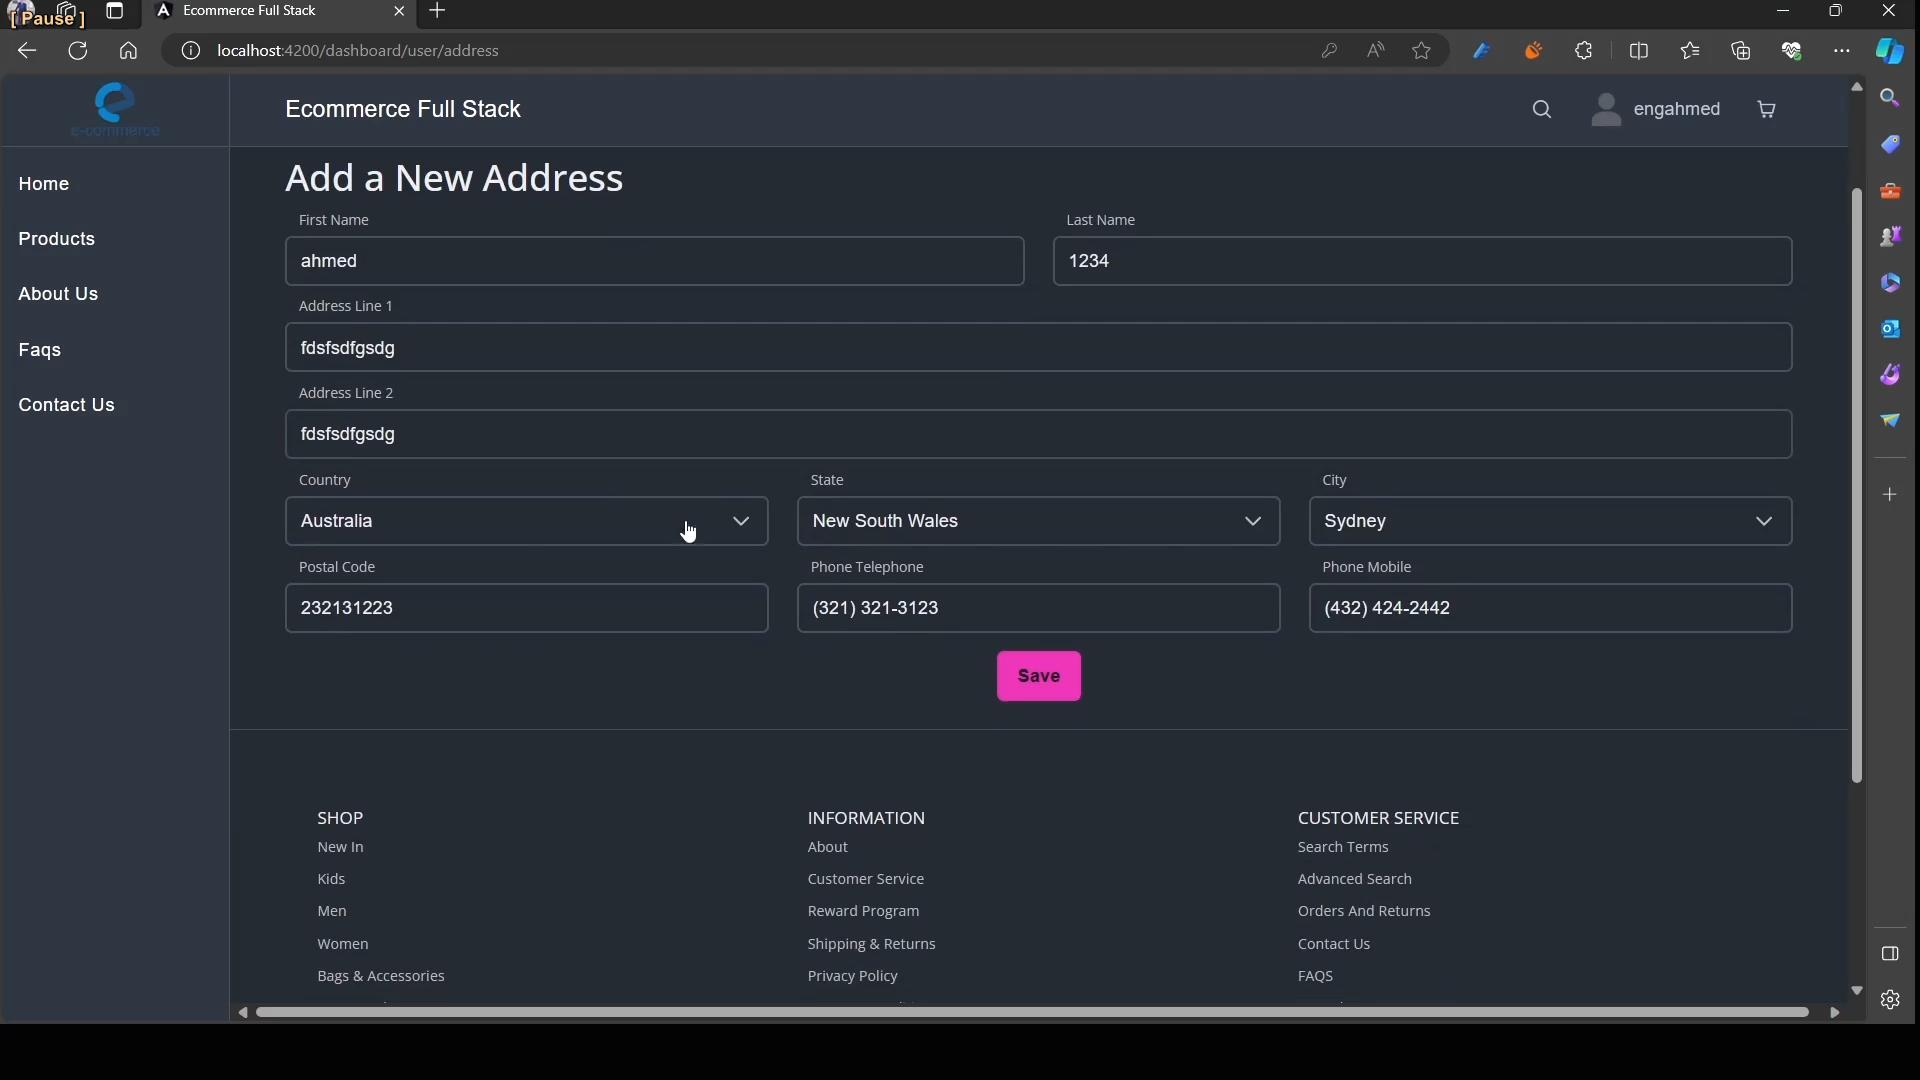 [ Pause ]
Ecommerce Full Stack
localhost:4200/dashboard/user/address
e-commerce
Ecommerce Full Stack
engahmed
Home
Products
About Us
Faqs
Contact Us
Add a New Address
First Name
Last Name
ahmed
1234
Address Line 1
fdsfsdfgsdg
Address Line 2
fdsfsdfgsdg
Country
State
City
Australia
New South Wales
Sydney
Postal Code
Phone Telephone
Phone Mobile
232131223
(321) 321-3123
(432) 424-2442
Save
SHOP
INFORMATION
CUSTOMER SERVICE
New In
About
Search Terms
Kids
Customer Service
Advanced Search
Men
Reward Program
Orders And Returns
Women
Shipping & Returns
Contact Us
Bags & Accessories
Privacy Policy
FAQS